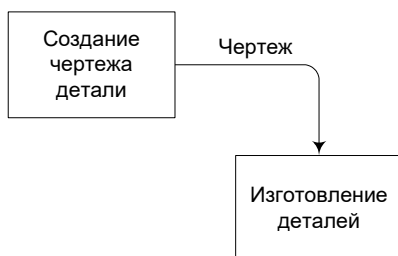 Создание
чертежа
детали
Чертеж
Изготовление
деталей